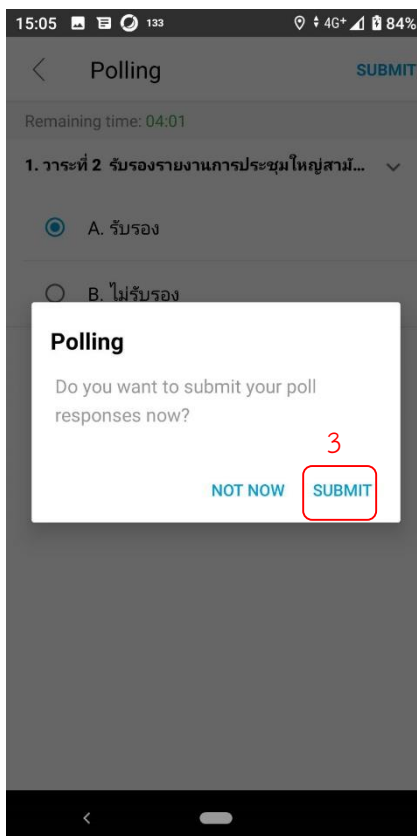 15:05 133 4G+ 84%
Polling SUBMIT
Remaining time: 04:01
1. วาระที่ 2 รับรองรายงานการประชุมใหญ่สามั...
A. รับรอง
B. ไม่รับรอง
Polling
Do you want to submit your poll
responses now?
3
NOT NOW SUBMIT